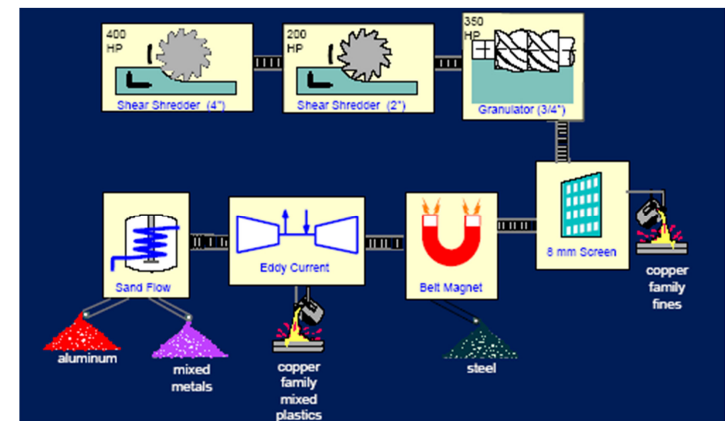 400
HP
Shear Shredder (4")
200
HP
Shear Shredder (2")
350
HP
Granulator (3/4")
8 mm Screen
copper
family
fines
Belt Magnet
steel
Eddy Current
copper
family
mixed
plastics
Sand Flow
aluminum
mixed
metals